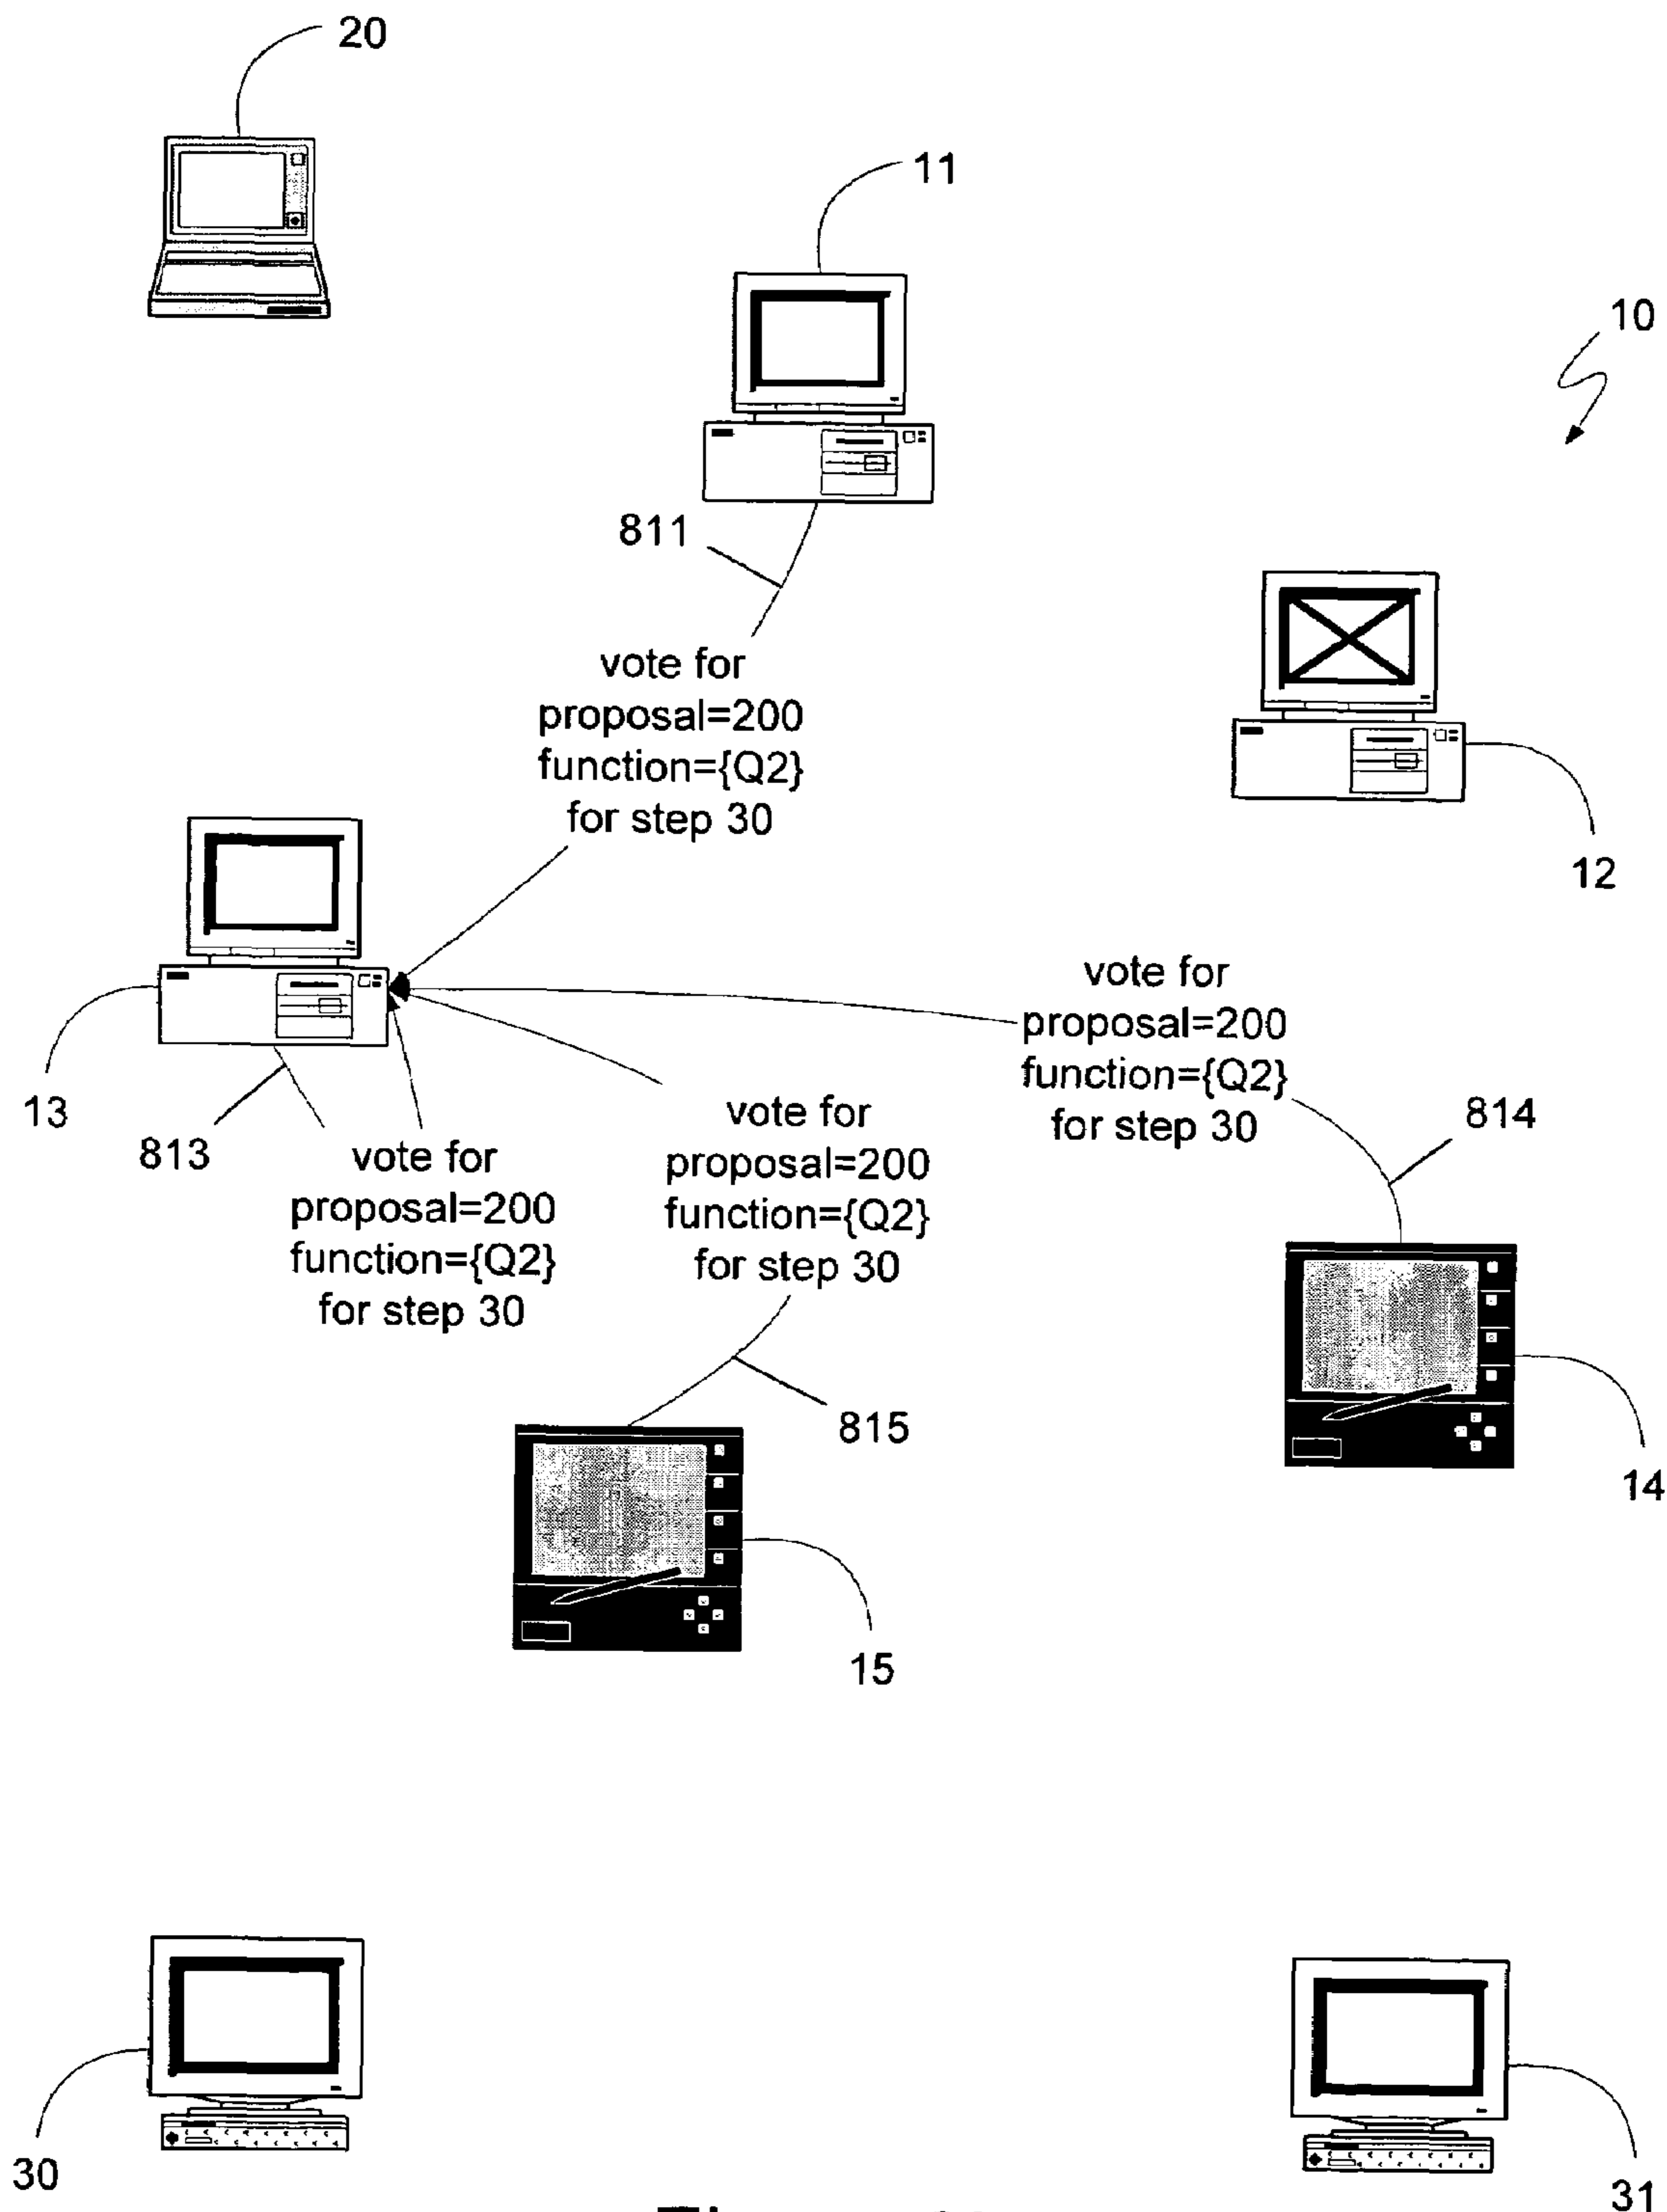 20
11
10
811
vote for
proposal=200
function={Q2}
for step 30
12
13
813
vote for
proposal=200
function={Q2}
for step 30
vote for
proposal=200
function={Q2}
for step 30
vote for
proposal=200
function={Q2}
for step 30
814
815
14
15
30
31